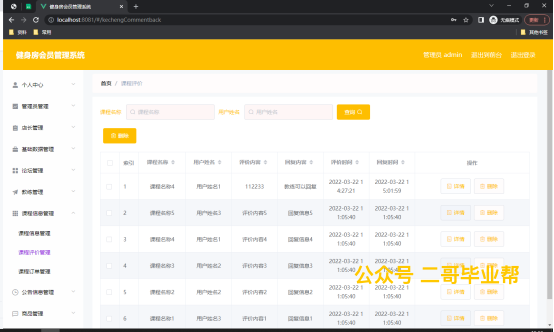 健身房会员管理系统
localhost:8081/#/kechengCommentback
无痕模式
更新
资料
常用
其他书签
健身房会员管理系统
管理员 admin
退出到前台
退出登录
个人中心
管理员管理
店长管理
基础数据管理
论坛管理
教练管理
课程信息管理
课程信息管理
课程评价管理
课程订单管理
公告信息管理
商品管理
首页 / 课程评价
课程名称 课程名称 用户姓名 用户姓名 查询
删除
索引 课程名称 用户姓名 评价内容 回复内容 评价时间 回复时间 操作
1 课程名称4 用户姓名1 112233 教练可以回复 2022-03-22 14:27:21 2022-03-22 15:01:59 详情 删除
2 课程名称5 用户姓名3 评价内容5 回复信息5 2022-03-22 11:05:40 2022-03-22 11:05:40 详情 删除
3 课程名称4 用户姓名1 评价内容4 回复信息4 2022-03-22 11:05:40 2022-03-22 11:05:40 详情 删除
4 课程名称3 用户姓名2 评价内容3 回复信息3 2022-03-22 11:05:40 2022-03-22 11:05:40
5 课程名称2 用户姓名2 评价内容2 回复信息2 2022-03-22 11:05:40 2022-03-22 11:05:40 详情 删除
6 课程名称1 用户姓名3 评价内容1 回复信息1 2022-03-22 1 2022-03-22 1 详情 删除
公众号 二哥毕业帮